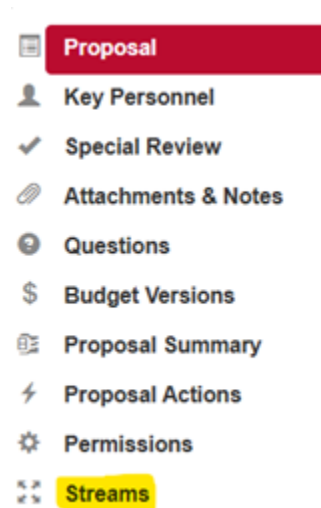 Proposal
Key Personnel
Special Review
Attachments & Notes
Questions
Budget Versions
Proposal Summary
Proposal Actions
Permissions
Streams